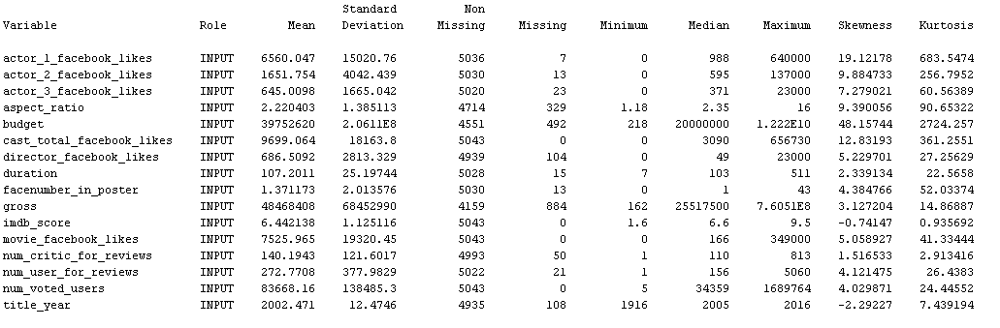 Standard Non
Variable Role Mean Deviation Missing Missing Minimum Median Maximum Skewness Kurtosis
actor_1_facebook_likes INPUT 6560.047 15020.76 5036 7 0 988 640000 19.12178 683.5474
actor_2_facebook_likes INPUT 1651.754 4042.439 5030 13 0 595 137000 9.884733 256.7952
actor_3_facebook_likes INPUT 645.0098 1665.042 5020 23 0 371 23000 7.279021 60.56389
aspect_ratio INPUT 2.220403 1.385113 4714 329 1.18 2.35 16 9.390056 90.65322
budget INPUT 39752620 2.0611E8 4551 492 218 20000000 1.222E10 48.15744 2724.257
cast_total_facebook_likes INPUT 9699.064 18163.8 5043 0 0 3090 656730 12.83193 361.2551
director_facebook_likes INPUT 686.5092 2813.329 4939 104 0 49 23000 5.229701 27.25629
duration INPUT 107.2011 25.19744 5028 15 7 103 511 2.339134 22.5658
facenumber_in_poster INPUT 1.371173 2.013576 5030 13 0 1 43 4.384766 52.03374
gross INPUT 48468408 68452990 4159 884 162 25517500 7.6051E8 3.127204 14.86887
imdb_score INPUT 6.442138 1.125116 5043 0 1.6 6.6 9.5 -0.74147 0.935692
movie_facebook_likes INPUT 7525.965 19320.45 5043 0 0 166 349000 5.058927 41.33444
num_critic_for_reviews INPUT 140.1943 121.6017 4993 50 1 110 813 1.516533 2.913416
num_user_for_reviews INPUT 272.7708 377.9829 5022 21 1 156 5060 4.121475 26.4383
num_voted_users INPUT 83668.16 138485.3 5043 0 5 34359 1689764 4.029871 24.44552
title_year INPUT 2002.471 12.4746 4935 108 1916 2005 2016 -2.29227 7.439194